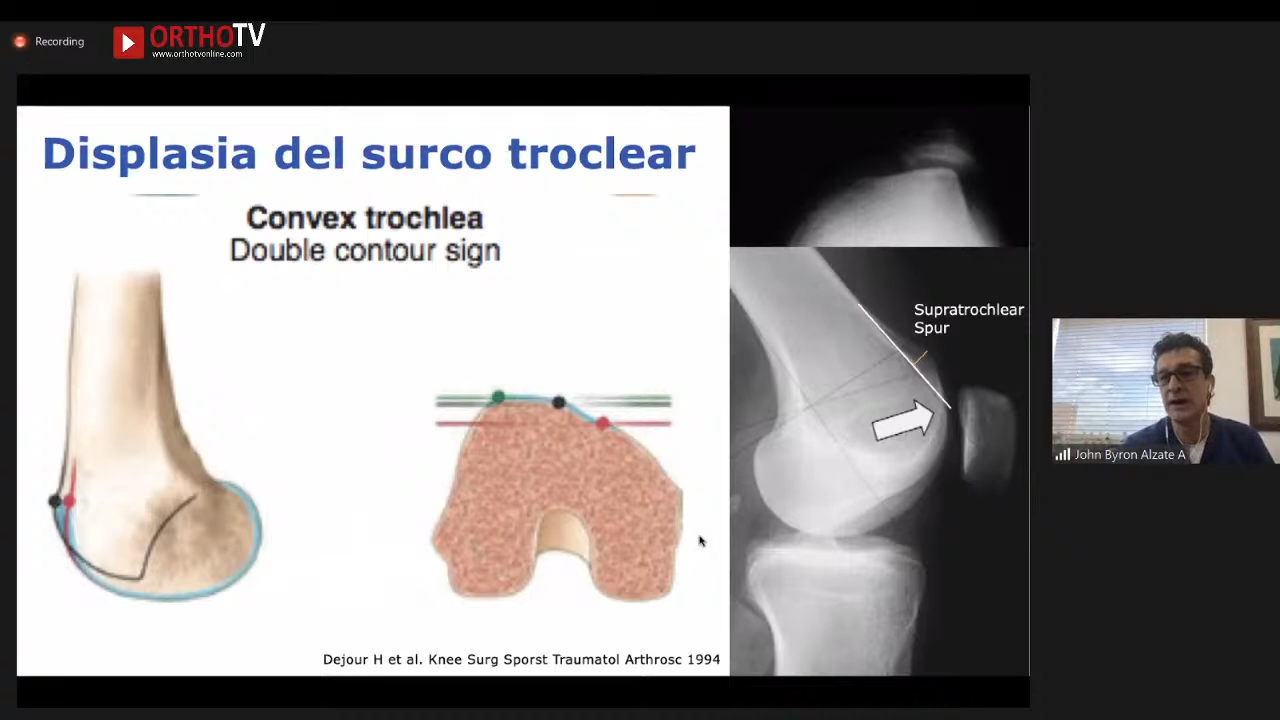 Recording
ORTHOTV
www.orthotvonline.com
Displasia del surco troclear
Convex trochlea
Double contour sign
Supratrochlear
Spur
John Byron Alzate A
Dejour H et al. Knee Surg Sporst Traumatol Arthrosc 1994